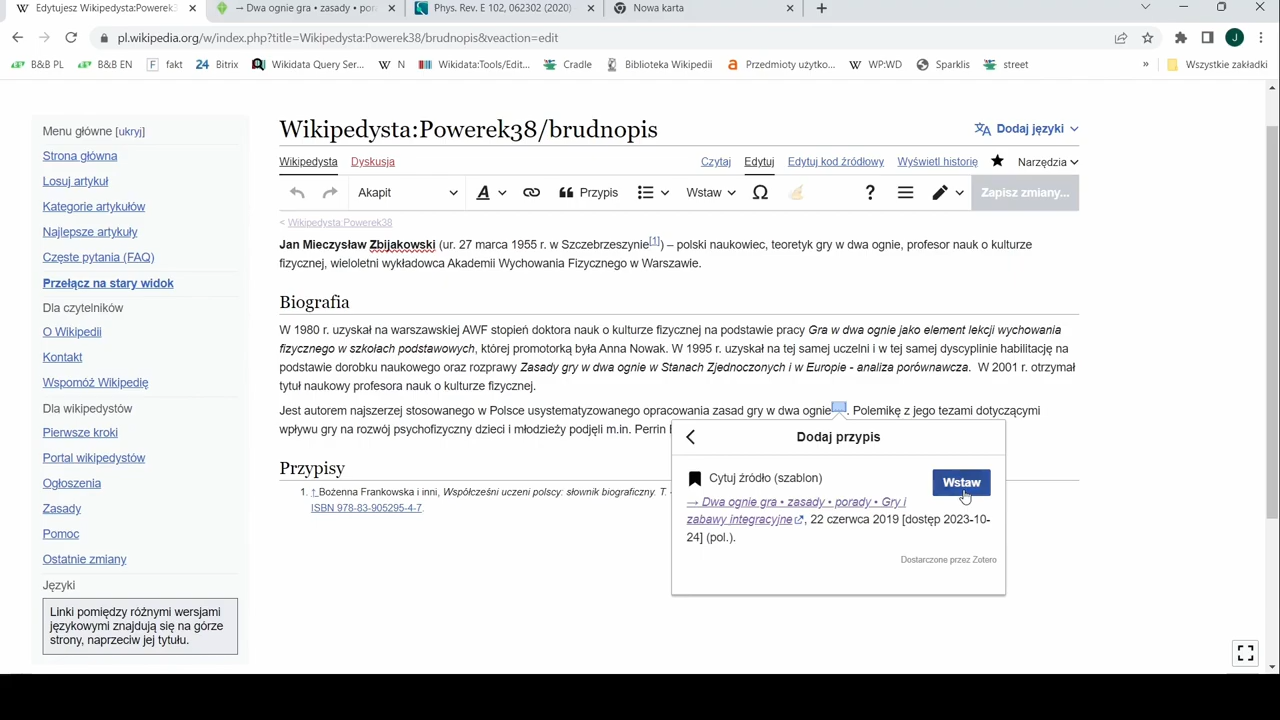 Edytujesz Wikipedysta:Powerek3
→ Dwa ognie gra • zasady • por
Phys. Rev. E 102, 062302 (2020)
Nowa karta
pl.wikipedia.org/w/index.php?title=Wikipedysta:Powerek38/brudnopis&veaction=edit
J
B&B PL
B&B EN
F fakt
24 Bitrix
Wikidata Query Ser...
W N
Wikidata:Tools/Edit...
Cradle
Biblioteka Wikipedii
a Przedmioty użytko...
W WP:WD
Sparklis
street
»
Wszystkie zakładki
Menu główne [ukryj]
Strona główna
Losuj artykuł
Kategorie artykułów
Najlepsze artykuły
Częste pytania (FAQ)
Przełącz na stary widok
Dla czytelników
O Wikipedii
Kontakt
Wspomóż Wikipedię
Dla wikipedystów
Pierwsze kroki
Portal wikipedystów
Ogłoszenia
Zasady
Pomoc
Ostatnie zmiany
Języki
Linki pomiędzy różnymi wersjami
językowymi znajdują się na górze
strony, naprzeciw jej tytułu.
Wikipedysta:Powerek38/brudnopis
Dodaj języki
Wikipedysta
Dyskusja
Czytaj
Edytuj
Edytuj kod źródłowy
Wyświetl historię
Narzędzia
Akapit
A
Przypis
Wstaw
Ω
?
Zapisz zmiany...
< Wikipedysta:Powerek38
Jan Mieczysław Zbijakowski (ur. 27 marca 1955 r. w Szczebrzeszynie[1]) – polski naukowiec, teoretyk gry w dwa ognie, profesor nauk o kulturze
fizycznej, wieloletni wykładowca Akademii Wychowania Fizycznego w Warszawie.
Biografia
W 1980 r. uzyskał na warszawskiej AWF stopień doktora nauk o kulturze fizycznej na podstawie pracy Gra w dwa ognie jako element lekcji wychowania
fizycznego w szkołach podstawowych, której promotorką była Anna Nowak. W 1995 r. uzyskał na tej samej uczelni i w tej samej dyscyplinie habilitację na
podstawie dorobku naukowego oraz rozprawy Zasady gry w dwa ognie w Stanach Zjednoczonych i w Europie - analiza porównawcza. W 2001 r. otrzymał
tytuł naukowy profesora nauk o kulturze fizycznej.
Jest autorem najszerzej stosowanego w Polsce usystematyzowanego opracowania zasad gry w dwa ognie. Polemikę z jego tezami dotyczącymi
wpływu gry na rozwój psychofizyczny dzieci i młodzieży podjęli m.in. Perrin
Przypisy
1. ↑ Bożenna Frankowska i inni, Współcześni uczeni polscy: słownik biograficzny. T.
ISBN 978-83-905295-4-7.
Dodaj przypis
Cytuj źródło (szablon)
Wstaw
→ Dwa ognie gra • zasady • porady • Gry i
zabawy integracyjne, 22 czerwca 2019 [dostęp 2023-10-
24] (pol.).
Dostarczone przez Zotero